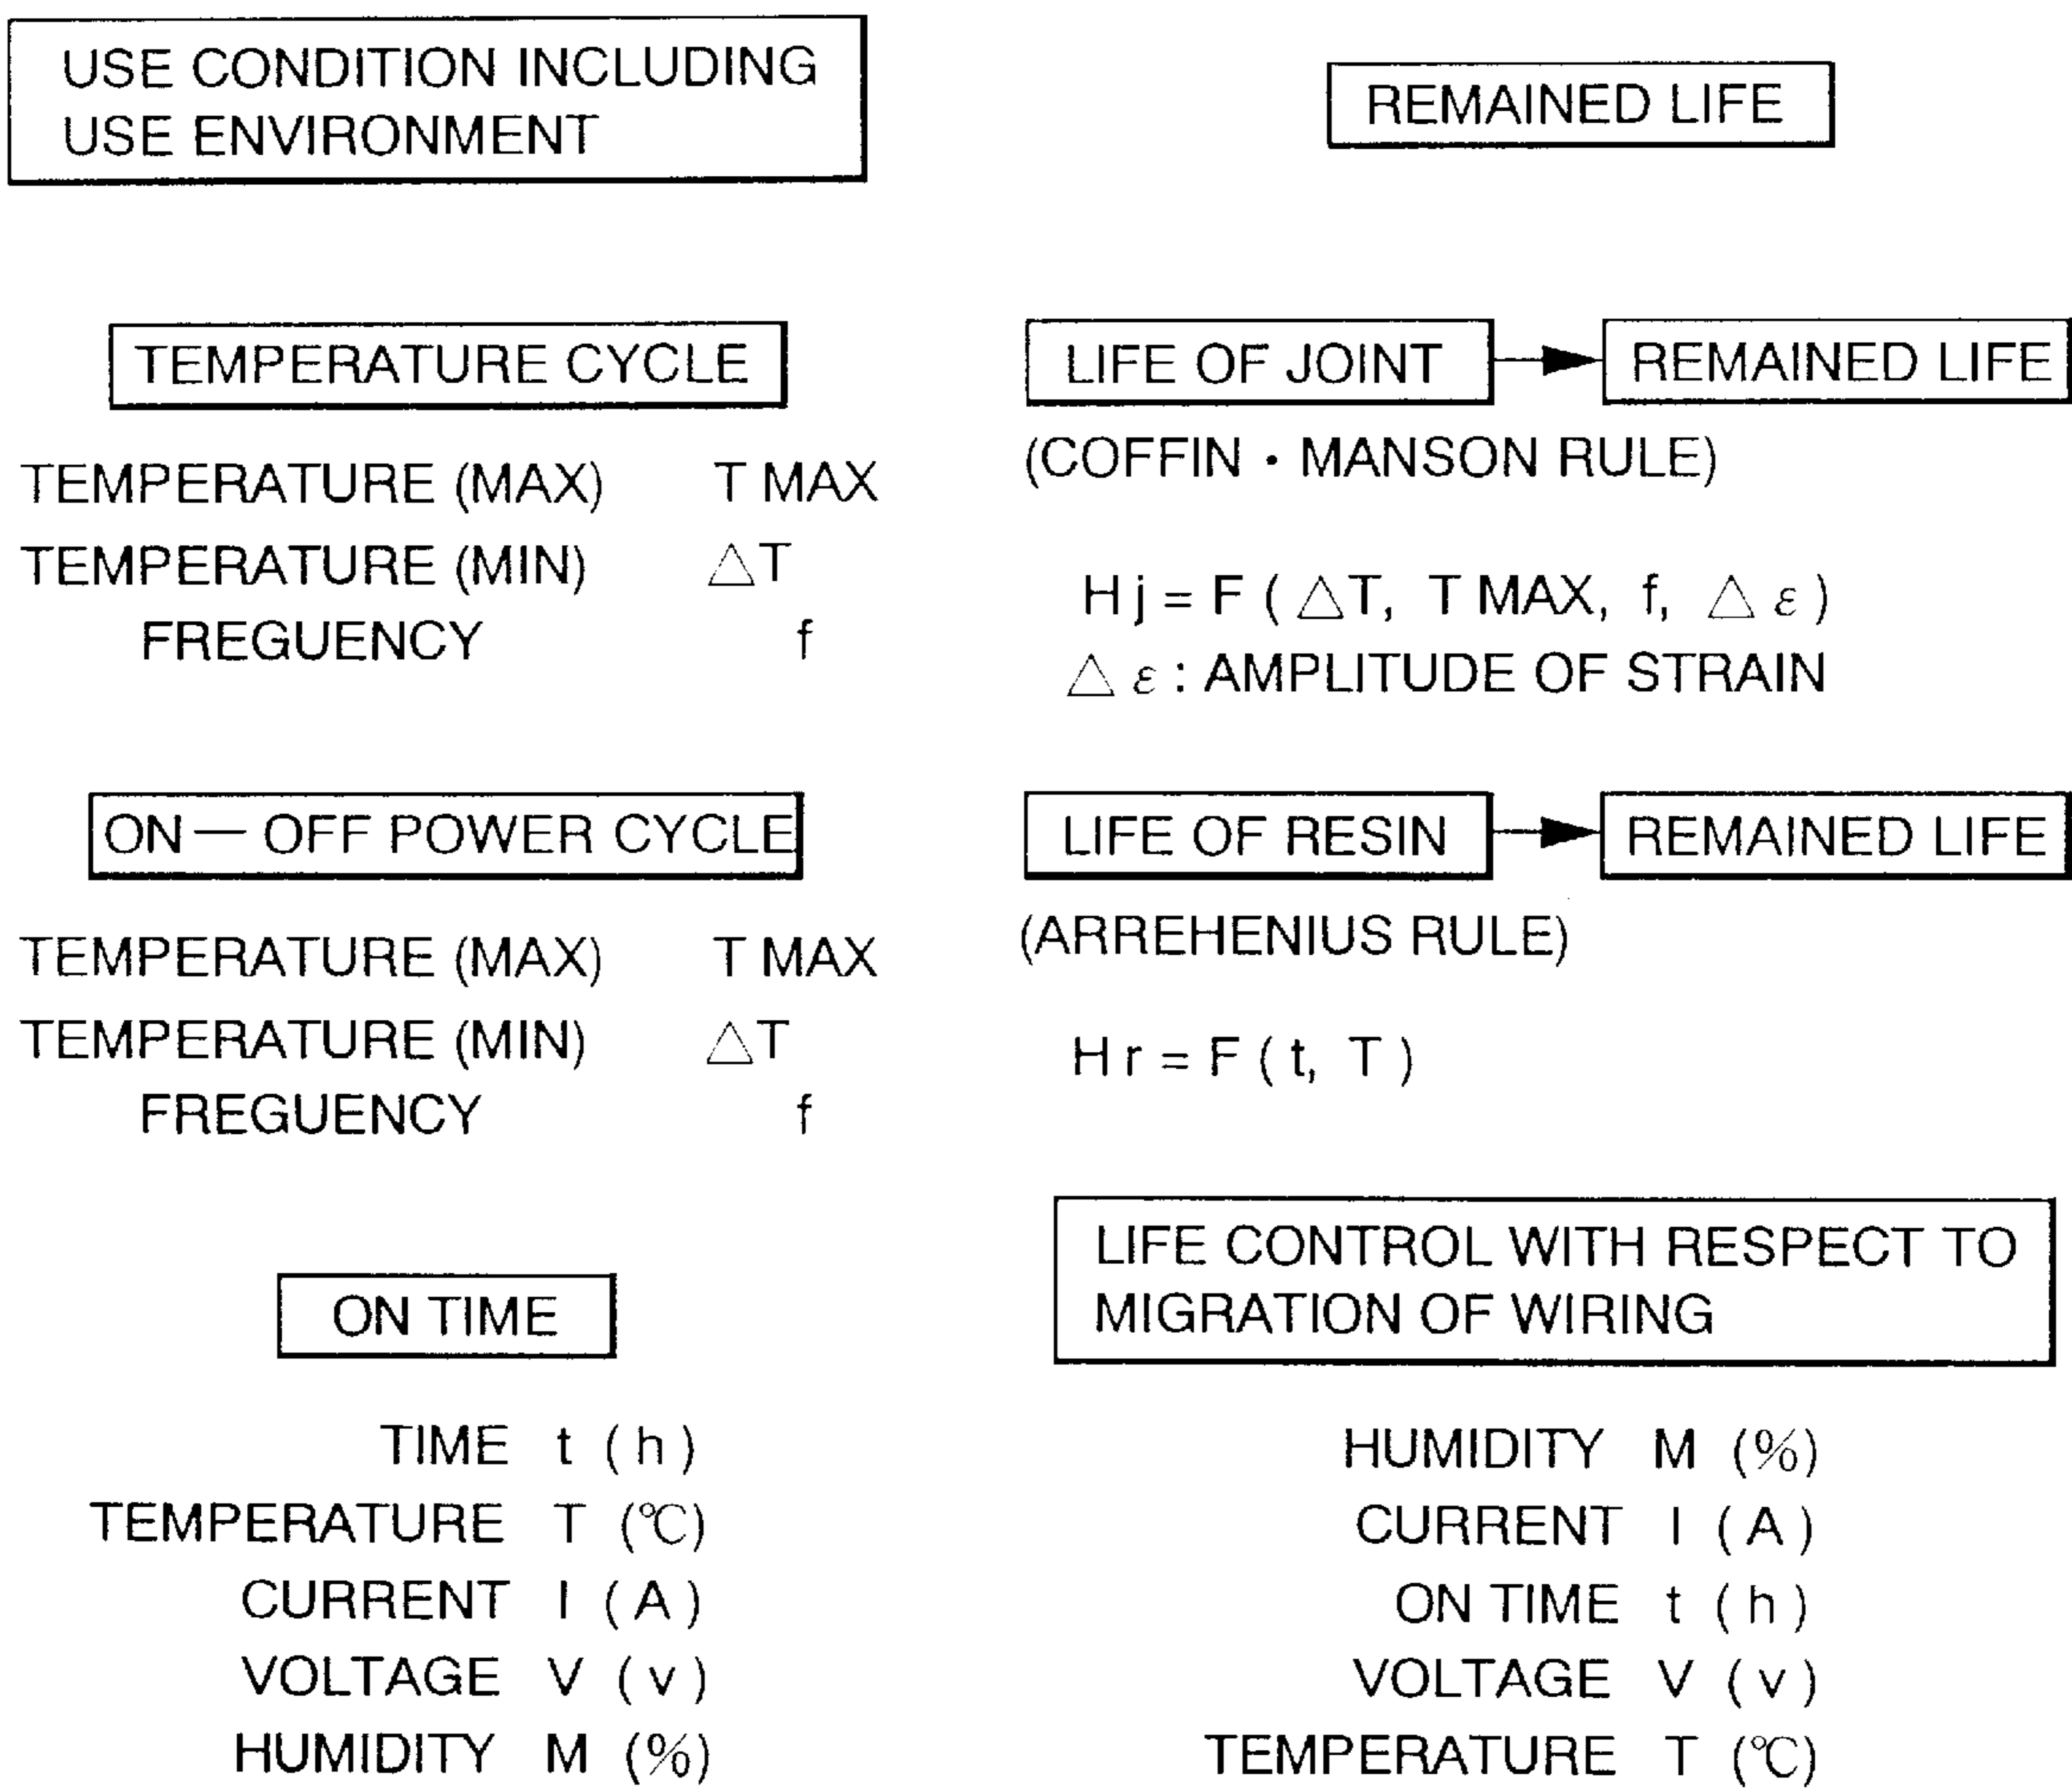 USE CONDITION INCLUDING
USE ENVIRONMENT
TEMPERATURE CYCLE
TEMPERATURE (MAX) T MAX
TEMPERATURE (MIN) △T
FREGUENCY f
ON — OFF POWER CYCLE
TEMPERATURE (MAX) T MAX
TEMPERATURE (MIN) △T
FREGUENCY f
ON TIME
TIME t (h)
TEMPERATURE T (℃)
CURRENT I (A)
VOLTAGE V (v)
HUMIDITY M (%)
REMAINED LIFE
LIFE OF JOINT REMAINED LIFE
(COFFIN · MANSON RULE)
Hj = F ( △T, T MAX, f, △ ε )
△ ε : AMPLITUDE OF STRAIN
LIFE OF RESIN REMAINED LIFE
(ARREHENIUS RULE)
Hr = F ( t, T )
LIFE CONTROL WITH RESPECT TO
MIGRATION OF WIRING
HUMIDITY M (%)
CURRENT I (A)
ON TIME t (h)
VOLTAGE V (v)
TEMPERATURE T (℃)